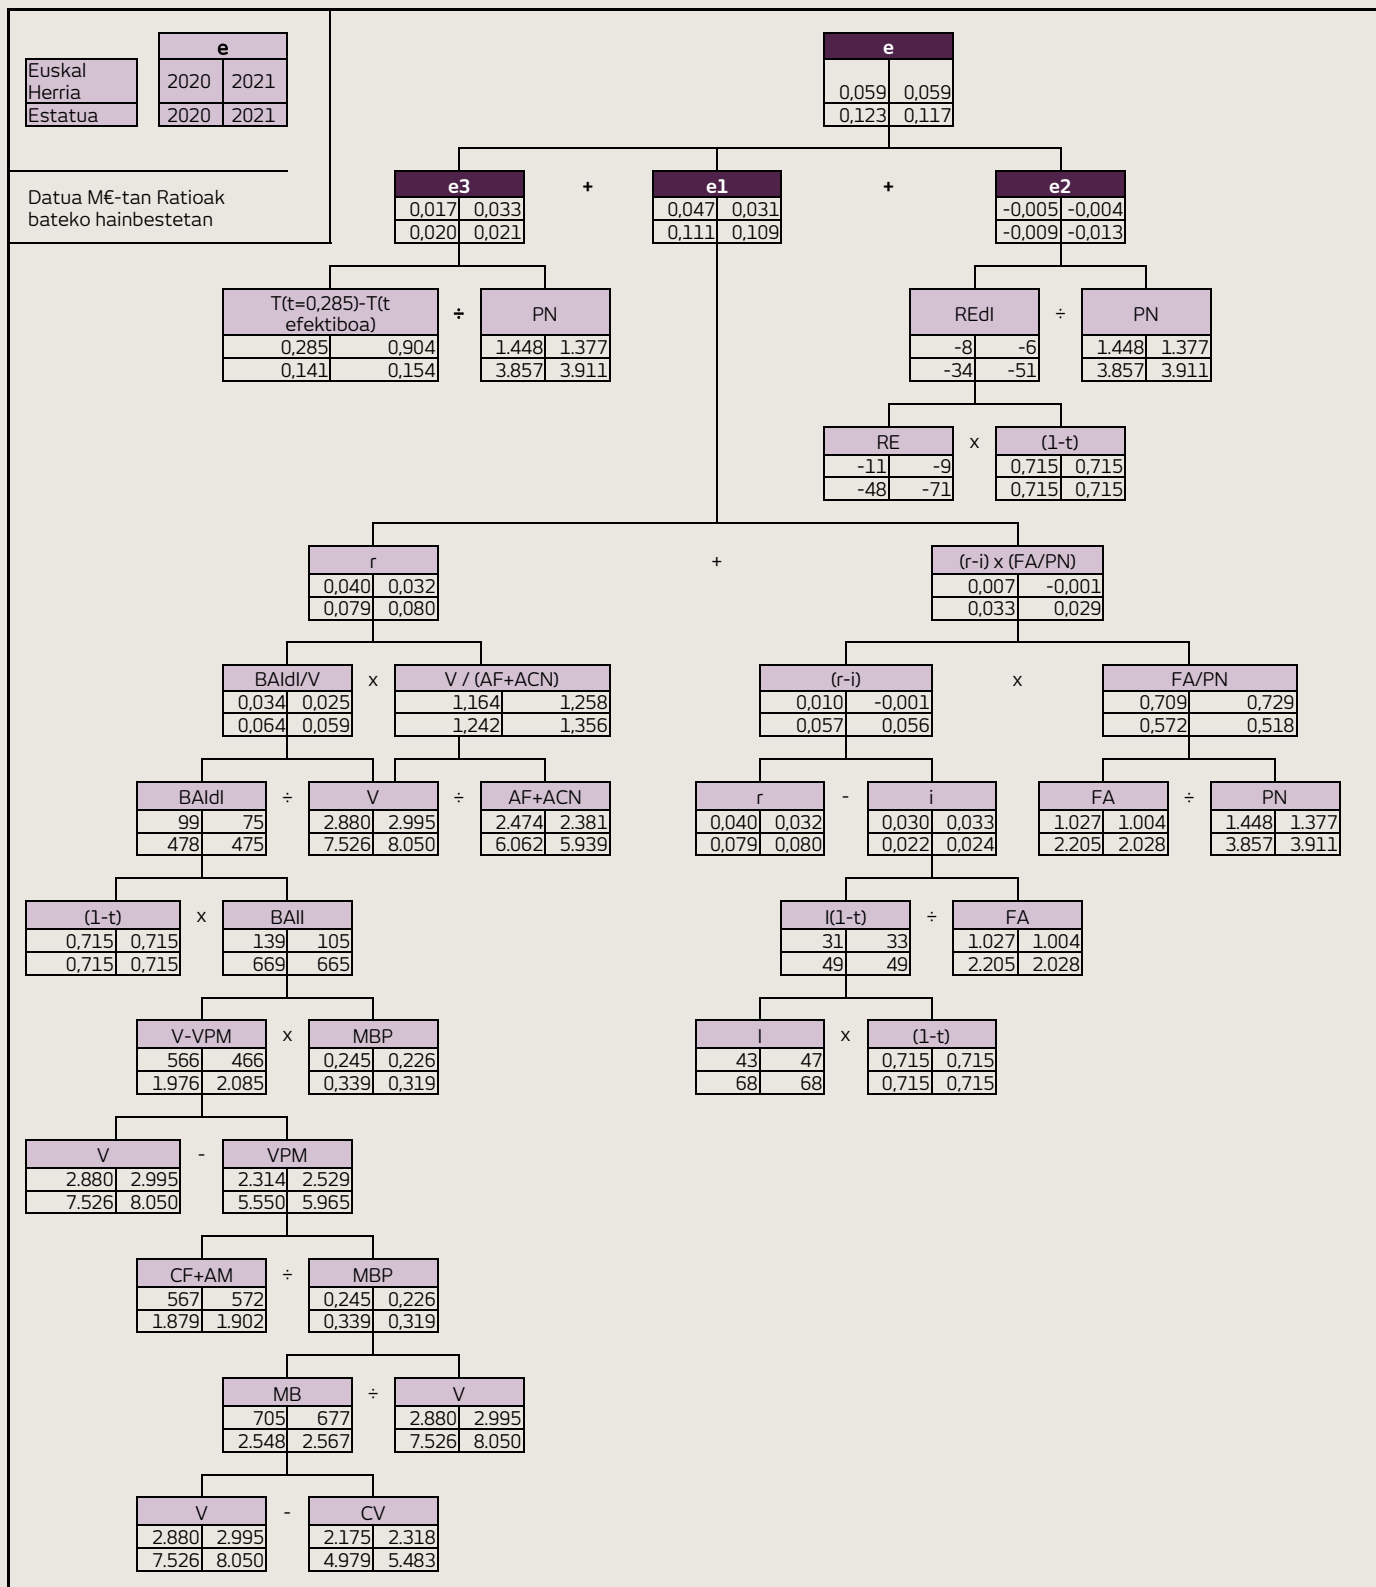 e
e
Euskal
Herria
2020 2021
0,059 0,059
Estatua
2020 2021
0,123 0,117
Datua M€-tan Ratioak
bateko hainbestetan
e3 + e1 + e2
0,017 0,033 0,047 0,031 -0,005 -0,004
0,020 0,021 0,111 0,109 -0,009 -0,013
T(t=0,285)-T(t
efektiboa)
÷ PN REdI ÷ PN
0,285 0,904 1.448 1.377 -8 -6 1.448 1.377
0,141 0,154 3.857 3.911 -34 -51 3.857 3.911
RE x (1-t)
-11 -9 0,715 0,715
-48 -71 0,715 0,715
r + (r-i) x (FA/PN)
0,040 0,032 0,007 -0,001
0,079 0,080 0,033 0,029
BAIdI/V x V / (AF+ACN) (r-i) x FA/PN
0,034 0,025 1,164 1,258 0,010 -0,001 0,709 0,729
0,064 0,059 1,242 1,356 0,057 0,056 0,572 0,518
BAIdI ÷ V ÷ AF+ACN r - i FA ÷ PN
99 75 2.880 2.995 2.474 2.381 0,040 0,032 0,030 0,033 1.027 1.004 1.448 1.377
478 475 7.526 8.050 6.062 5.939 0,079 0,080 0,022 0,024 2.205 2.028 3.857 3.911
(1-t) x BAII I(1-t) ÷ FA
0,715 0,715 139 105 31 33 1.027 1.004
0,715 0,715 669 665 49 49 2.205 2.028
V-VPM x MBP I x (1-t)
566 466 0,245 0,226 43 47 0,715 0,715
1.976 2.085 0,339 0,319 68 68 0,715 0,715
V - VPM
2.880 2.995 2.314 2.529
7.526 8.050 5.550 5.965
CF+AM ÷ MBP
567 572 0,245 0,226
1.879 1.902 0,339 0,319
MB ÷ V
705 677 2.880 2.995
2.548 2.567 7.526 8.050
V - CV
2.880 2.995 2.175 2.318
7.526 8.050 4.979 5.483